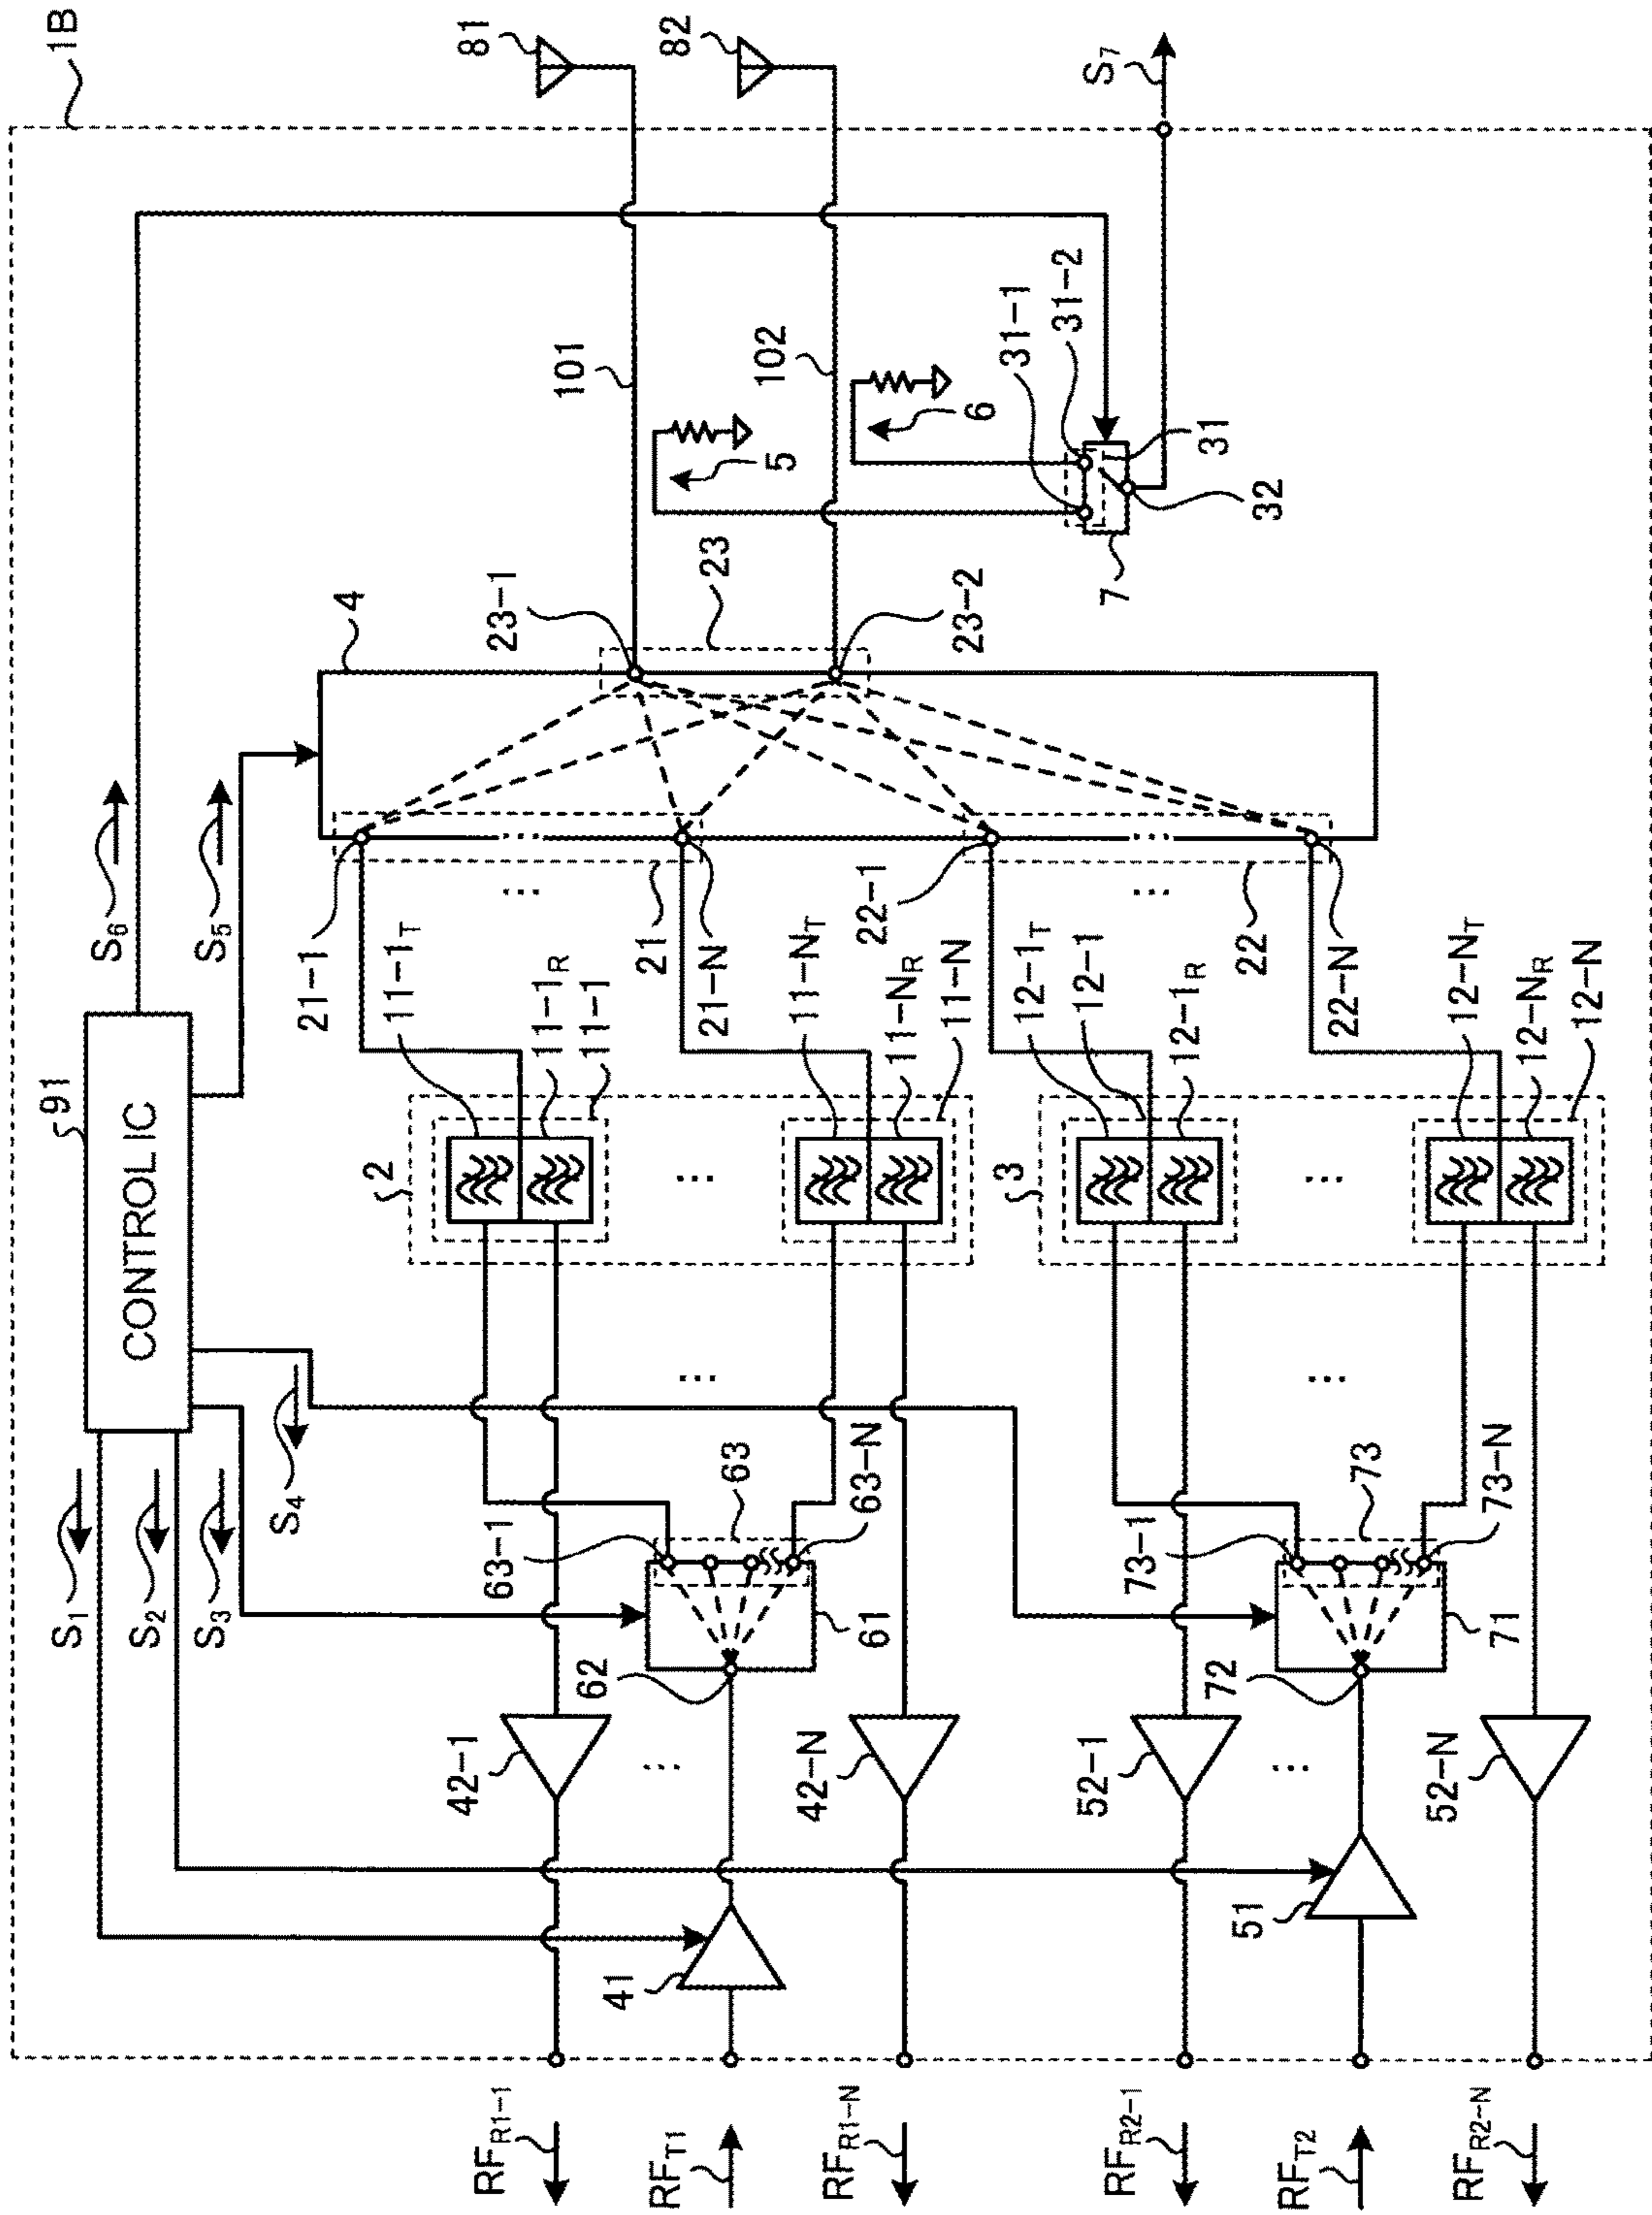 1B
CONTROL IC
91
S1
S2
S3
S4
S5
S6
S7
81
82
101
102
5
6
31-1
31-2
31
32
7
4
23-1
23
23-2
21-1
21
21-N
22-1
22
22-N
2
11-1T
11-1R
11-1
...
11-NT
11-NR
11-N
3
12-1T
12-1
12-1R
...
12-NT
12-NR
12-N
...
...
63-1
63
63-N
62
61
73-1
73
73-N
72
71
42-1
...
42-N
52-1
...
52-N
41
51
RFR1-1
RFT1
RFR1-N
RFR2-1
RFT2
RFR2-N